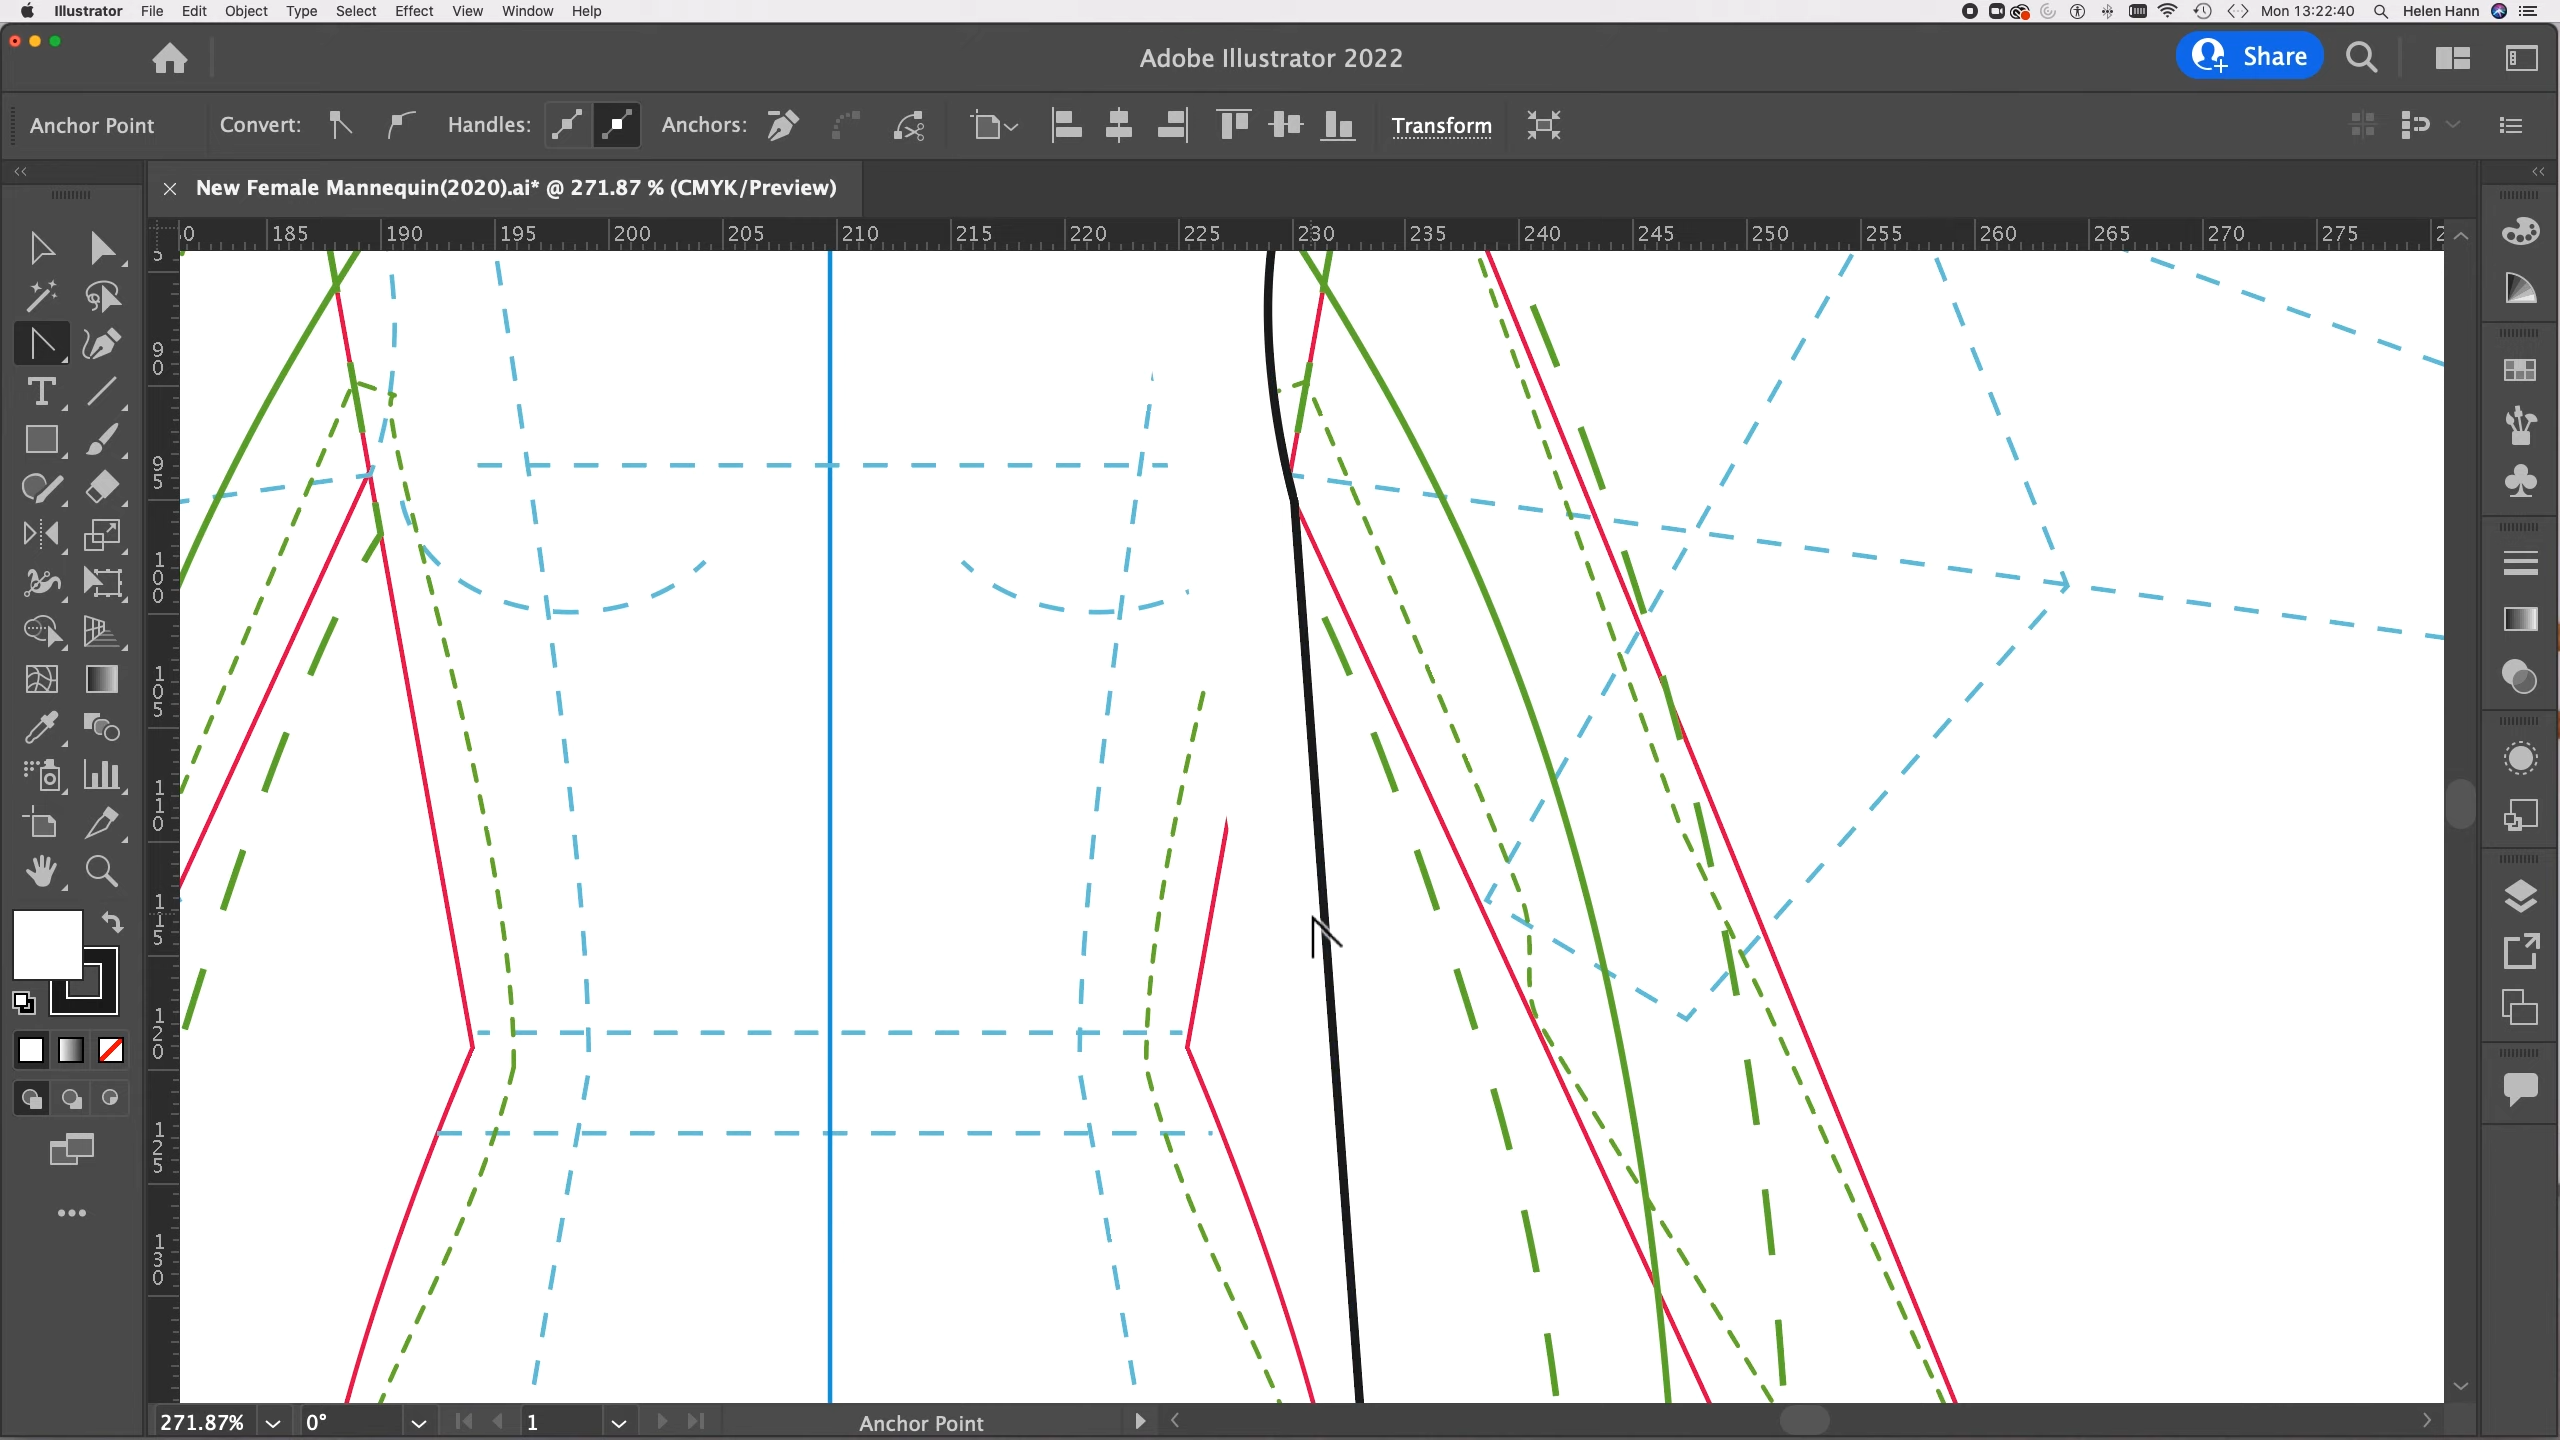 Illustrator File Edit Object Type Select Effect View Window Help Mon 13:22:40 Helen Hann
Adobe Illustrator 2022 Share
Anchor Point Convert: Handles: Anchors: Transform
× New Female Mannequin(2020).ai* @ 271.87 % (CMYK/Preview)
0 185 190 195 200 205 210 215 220 225 230 235 240 245 250 255 260 265 270 275 2
5
90
95
100
105
110
115
120
125
130
271.87% 0° 1 Anchor Point